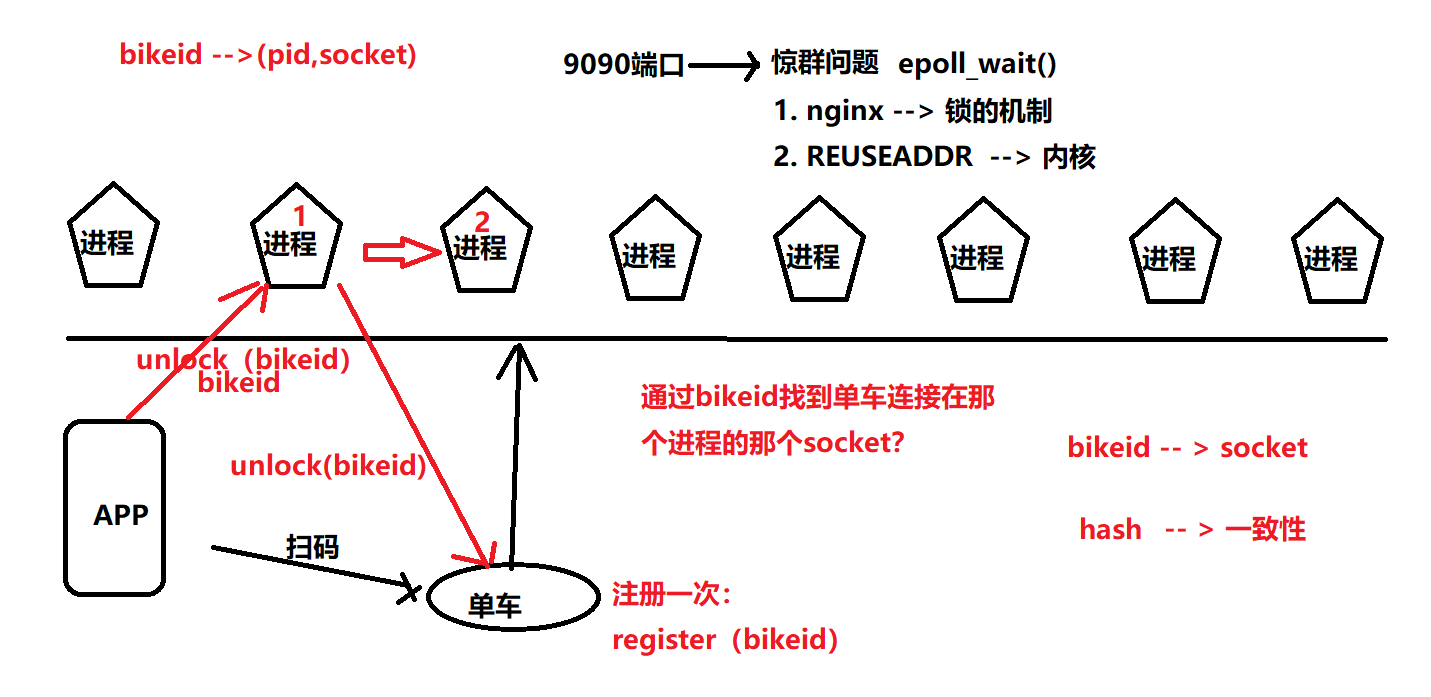 bikeid -->(pid,socket)
9090端口
惊群问题 epoll_wait()
1. nginx --> 锁的机制
2. REUSEADDR --> 内核
进程
1
进程
2
进程
进程
进程
进程
进程
进程
unlock（bikeid）
bikeid
unlock(bikeid)
通过bikeid找到单车连接在那
个进程的那个socket?
bikeid -- > socket
hash -- > 一致性
APP
扫码
单车
注册一次：
register（bikeid）